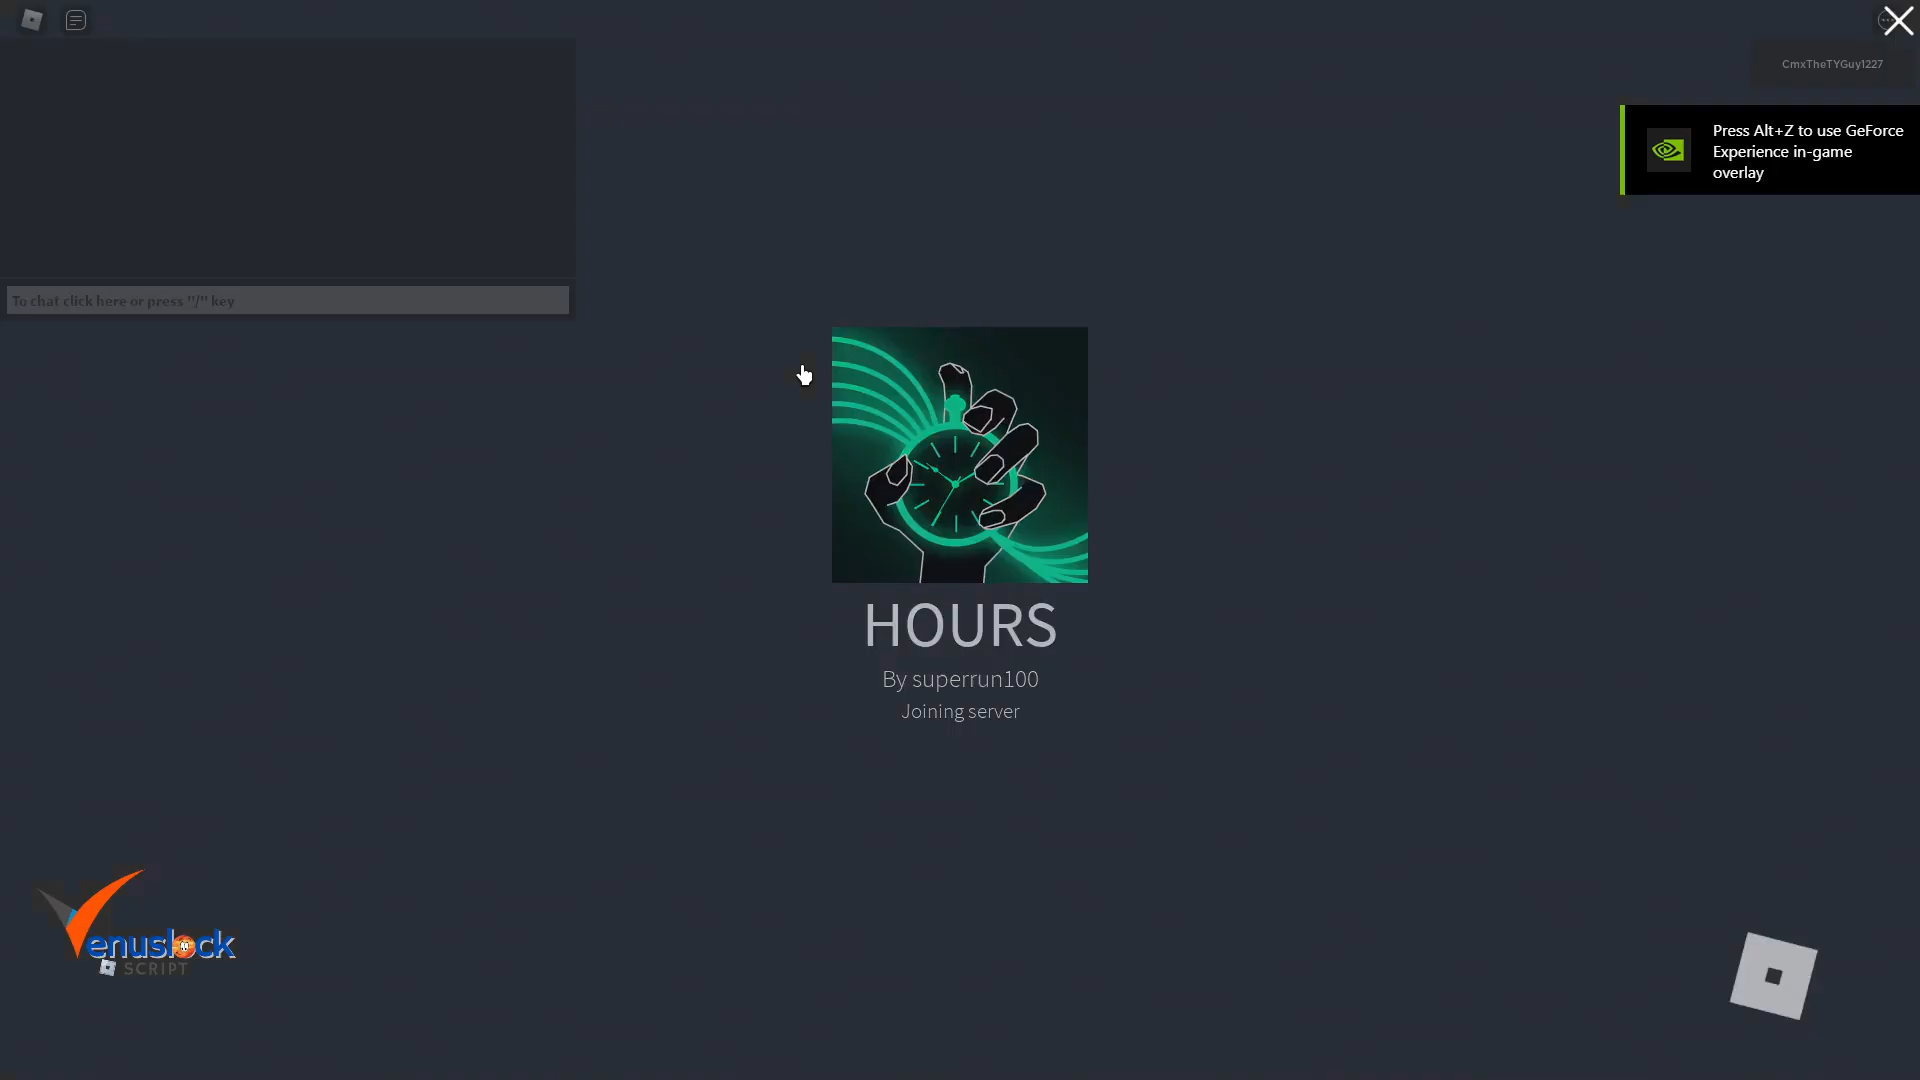 CmxTheTYGuy1227
Press Alt+Z to use GeForce
Experience in-game
overlay
To chat click here or press "/" key
HOURS
By superrun100
Joining server
Venuslock
SCRIPT